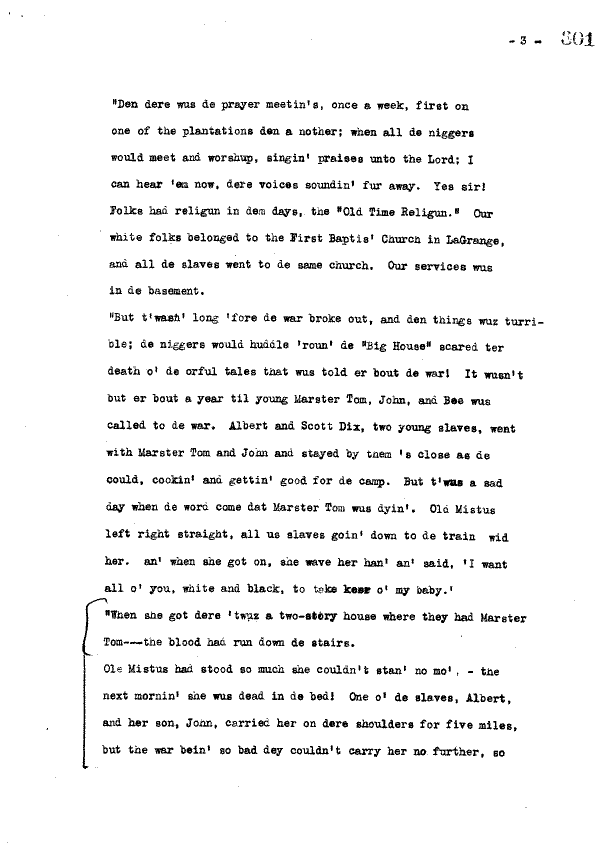 - 3 - 301
"Den dere wus de prayer meetin's, once a week, first on
one of the plantations den a nother; when all de niggers
would meet and worshup, singin' praises unto the Lord; I
can hear 'em now, dere voices soundin' fur away. Yes sir!
Folks had religun in dem days, the "Old Time Religun." Our
white folks belonged to the First Baptis' Church in LaGrange,
and all de slaves went to de same church. Our services wus
in de basement.
"But t'wash' long 'fore de war broke out, and den things wuz turri-
ble; de niggers would huddle 'roun' de "Big House" scared ter
death o' de orful tales that wus told er bout de war! It wusn't
but er bout a year til young Marster Tom, John, and Bee wus
called to de war. Albert and Scott Dix, two young slaves, went
with Marster Tom and John and stayed by them 's close as de
could, cookin' and gettin' good for de camp. But t'was a sad
day when de word come dat Marster Tom wus dyin'. Old Mistus
left right straight, all us slaves goin' down to de train wid
her. an' when she got on, she wave her han' an' said, 'I want
all o' you, white and black, to take keer o' my baby.'
"When she got dere 'twuz a two-story house where they had Marster
Tom---the blood had run down de stairs.
Ole Mistus had stood so much she couldn't stan' no mo', - the
next mornin' she wus dead in de bed! One o' de slaves, Albert,
and her son, John, carried her on dere shoulders for five miles,
but the war bein' so bad dey couldn't carry her no further, so